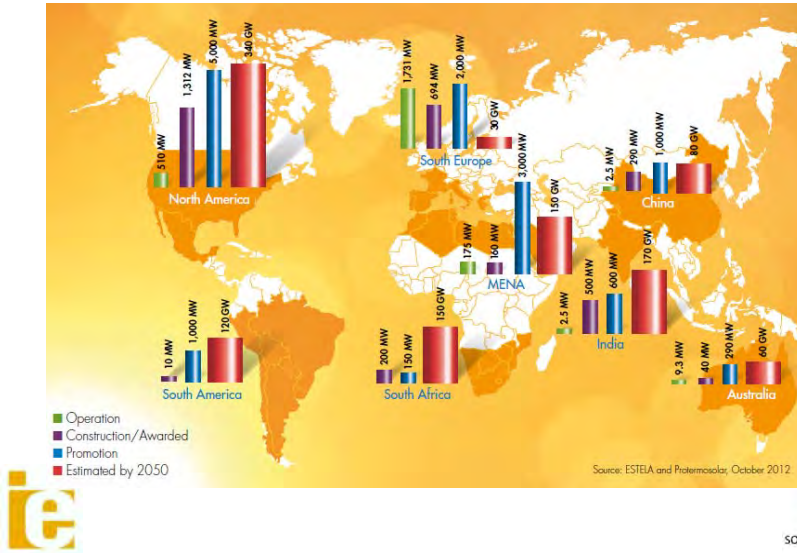 510 MW
1,312 MW
5,000 MW
340 GW
North America
1,731 MW
694 MW
2,000 MW
30 GW
South Europe
2.5 MW
290 MW
1,000 MW
80 GW
China
175 MW
160 MW
3,000 MW
150 GW
MENA
2.5 MW
500 MW
600 MW
170 GW
India
10 MW
1,000 MW
120 GW
South America
200 MW
150 MW
150 GW
South Africa
9.3 MW
40 MW
290 MW
60 GW
Australia
Operation
Construction/Awarded
Promotion
Estimated by 2050
Source: ESTELA and Protermosolar, October 2012.
ie
so